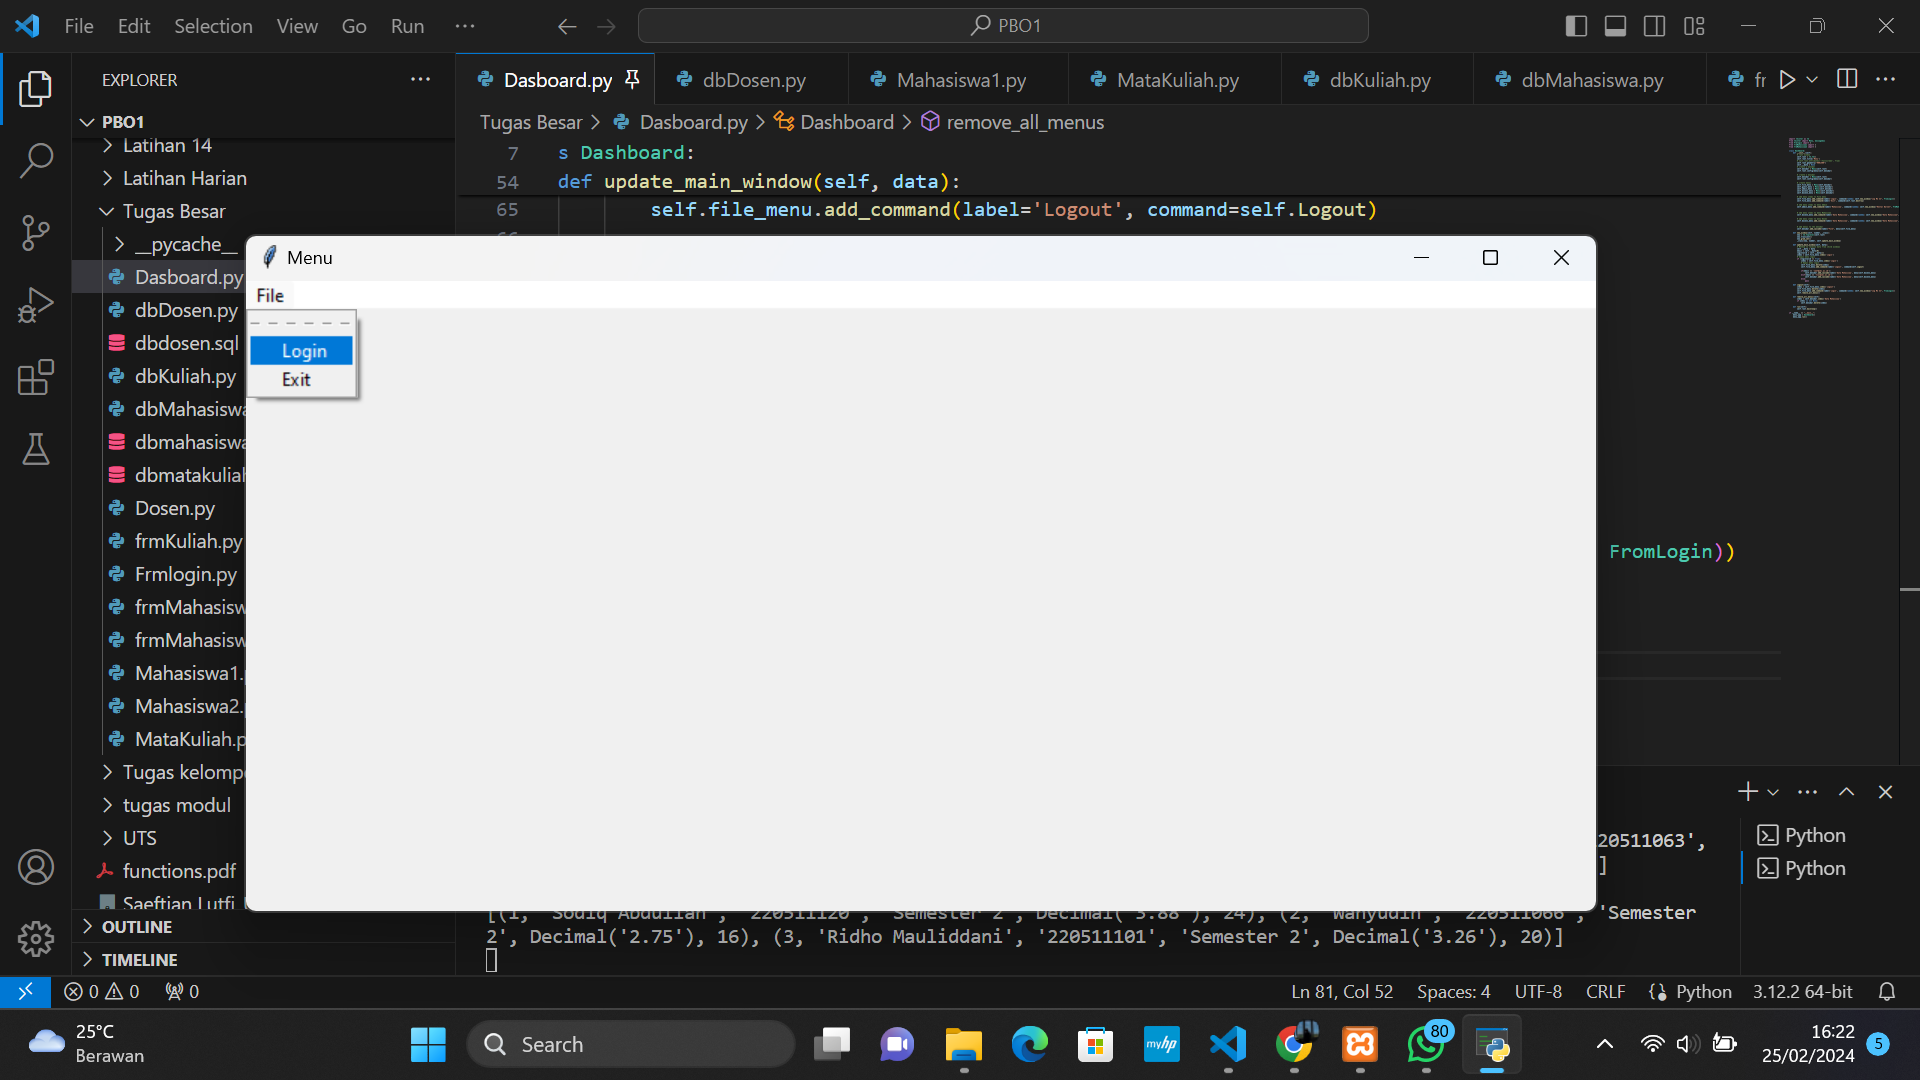 File Edit Selection View Go Run ··· PBO1
EXPLORER ···
Dasboard.py dbDosen.py Mahasiswa1.py MataKuliah.py dbKuliah.py dbMahasiswa.py fr ···
PBO1
Tugas Besar > Dasboard.py > Dashboard > remove_all_menus
Latihan 14
7 s Dashboard:
Latihan Harian
54 def update_main_window(self, data):
Tugas Besar
65 self.file_menu.add_command(label='Logout', command=self.Logout)
__pycache__
Menu
Dasboard.py
File
dbDosen.py
Login
dbdosen.sql
Exit
dbKuliah.py
dbMahasiswa
dbmahasiswa
dbmatakuliah
Dosen.py
frmKuliah.py
FromLogin))
Frmlogin.py
frmMahasisw
frmMahasisw
Mahasiswa1.
Mahasiswa2.
MataKuliah.p
Tugas kelomp
tugas modul
···
UTS
20511063',
Python
functions.pdf
]
Python
Saeftian Lutfi
[(1, 'Sodiq Abdullah', '220511120', 'Semester 2', Decimal('3.88'), 24), (2, 'Wahyudin', '220511066', 'Semester
OUTLINE
2', Decimal('2.75'), 16), (3, 'Ridho Mauliddani', '220511101', 'Semester 2', Decimal('3.26'), 20)]
TIMELINE
0 0 0 Ln 81, Col 52 Spaces: 4 UTF-8 CRLF Python 3.12.2 64-bit
25°C
Berawan
Search
myhp
80
16:22
25/02/2024
5